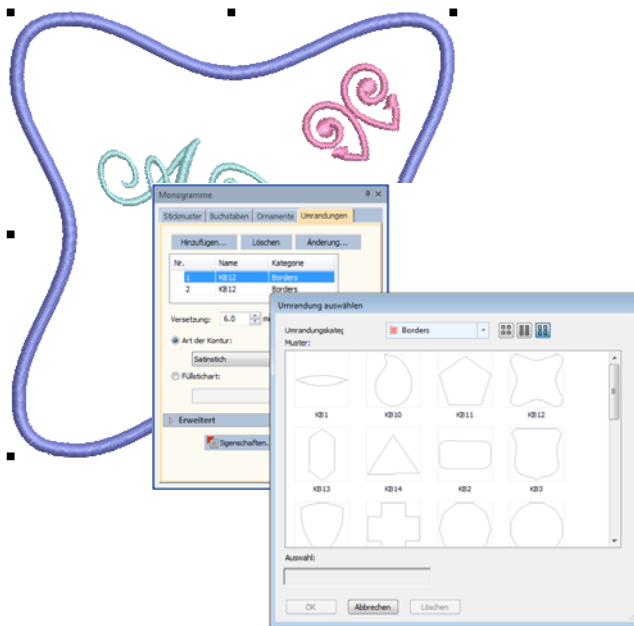 Monogramme
Stickmuster Buchstaben Ornamente Umrandungen
Hinzufügen... Löschen Änderung...
Nr. Name Kategorie
1 KB12 Borders
2 KB12 Borders
Versetzung: 6.0
Art der Kontur:
Satinstich
Füllstichart:
Erweitert
Eigenschaften...
Umrandung auswählen
Umrandungskate
Borders
Muster:
KB1 KB10 KB11 KB12
KB13 KB14 KB2 KB3
Auswahl:
OK Abbrechen Löschen